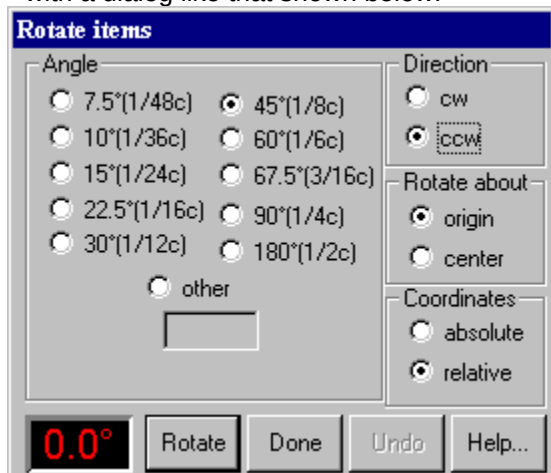 with a dialog like that shown below.
Rotate items
Angle
7.5°(1/48c)
10°(1/36c)
15°(1/24c)
22.5°(1/16c)
30°(1/12c)
45°(1/8c)
60°(1/6c)
67.5°(3/16c)
90°(1/4c)
180°(1/2c)
other
Direction
cw
ccw
Rotate about
origin
center
Coordinates
absolute
relative
0.0°
Rotate
Done
Undo
Help...